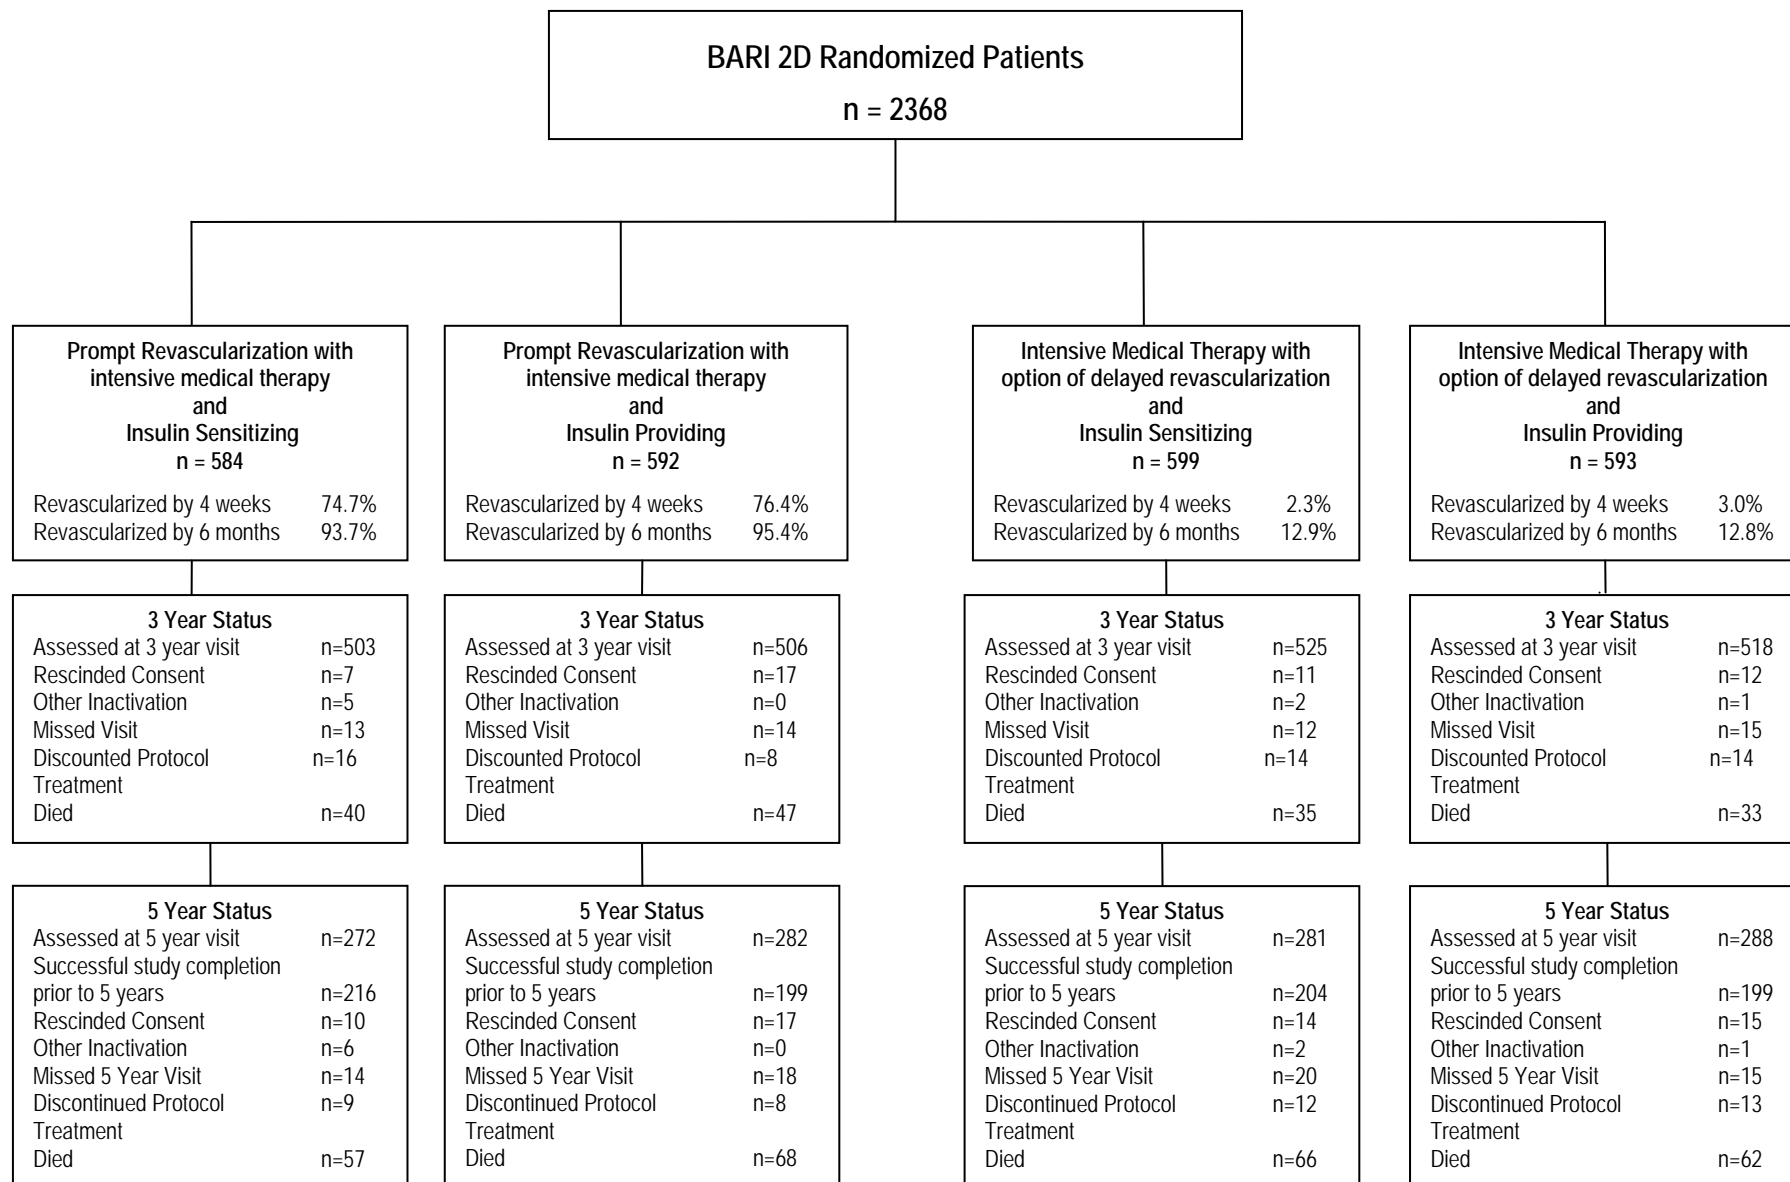 BARI 2D Randomized Patients
n = 2368
Prompt Revascularization with
intensive medical therapy
and
Insulin Sensitizing
n = 584
Revascularized by 4 weeks 74.7%
Revascularized by 6 months 93.7%
Prompt Revascularization with
intensive medical therapy
and
Insulin Providing
n = 592
Revascularized by 4 weeks 76.4%
Revascularized by 6 months 95.4%
Intensive Medical Therapy with
option of delayed revascularization
and
Insulin Sensitizing
n = 599
Revascularized by 4 weeks 2.3%
Revascularized by 6 months 12.9%
Intensive Medical Therapy with
option of delayed revascularization
and
Insulin Providing
n = 593
Revascularized by 4 weeks 3.0%
Revascularized by 6 months 12.8%
3 Year Status
Assessed at 3 year visit n=503
Rescinded Consent n=7
Other Inactivation n=5
Missed Visit n=13
Discounted Protocol n=16
Treatment
Died n=40
3 Year Status
Assessed at 3 year visit n=506
Rescinded Consent n=17
Other Inactivation n=0
Missed Visit n=14
Discounted Protocol n=8
Treatment
Died n=47
3 Year Status
Assessed at 3 year visit n=525
Rescinded Consent n=11
Other Inactivation n=2
Missed Visit n=12
Discounted Protocol n=14
Treatment
Died n=35
3 Year Status
Assessed at 3 year visit n=518
Rescinded Consent n=12
Other Inactivation n=1
Missed Visit n=15
Discounted Protocol n=14
Treatment
Died n=33
5 Year Status
Assessed at 5 year visit n=272
Successful study completion
prior to 5 years n=216
Rescinded Consent n=10
Other Inactivation n=6
Missed 5 Year Visit n=14
Discontinued Protocol n=9
Treatment
Died n=57
5 Year Status
Assessed at 5 year visit n=282
Successful study completion
prior to 5 years n=199
Rescinded Consent n=17
Other Inactivation n=0
Missed 5 Year Visit n=18
Discontinued Protocol n=8
Treatment
Died n=68
5 Year Status
Assessed at 5 year visit n=281
Successful study completion
prior to 5 years n=204
Rescinded Consent n=14
Other Inactivation n=2
Missed 5 Year Visit n=20
Discontinued Protocol n=12
Treatment
Died n=66
5 Year Status
Assessed at 5 year visit n=288
Successful study completion
prior to 5 years n=199
Rescinded Consent n=15
Other Inactivation n=1
Missed 5 Year Visit n=15
Discontinued Protocol n=13
Treatment
Died n=62